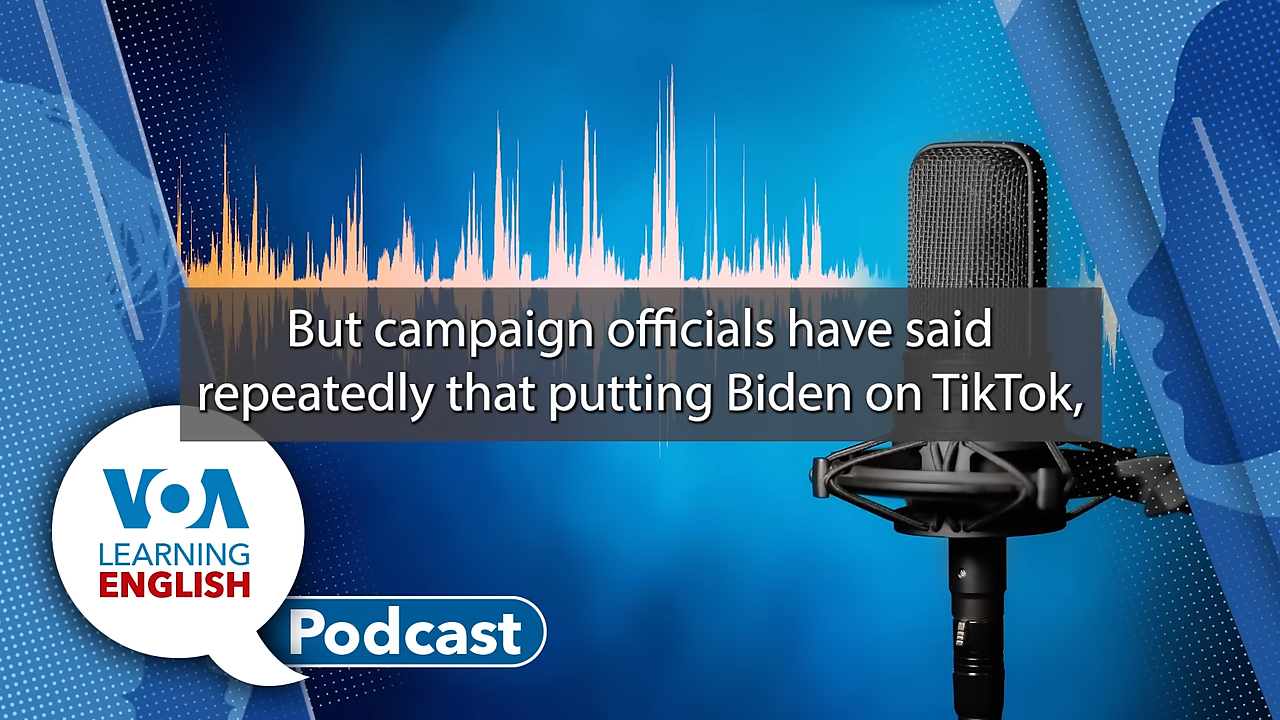 But campaign officials have said
repeatedly that putting Biden on TikTok,
VOA
LEARNING
ENGLISH
Podcast